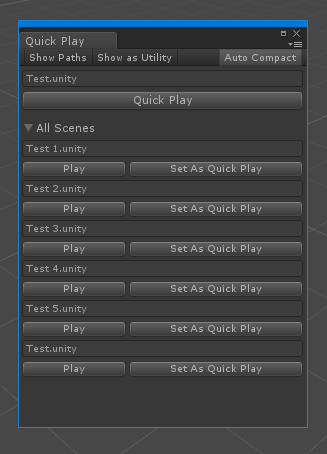 Quick Play
Show Paths Show as Utility Auto Compact
Test.unity
Quick Play
All Scenes
Test 1.unity
Play Set As Quick Play
Test 2.unity
Play Set As Quick Play
Test 3.unity
Play Set As Quick Play
Test 4.unity
Play Set As Quick Play
Test 5.unity
Play Set As Quick Play
Test.unity
Play Set As Quick Play